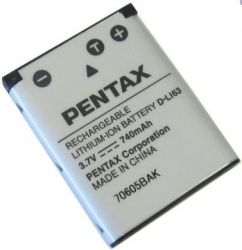 PENTAX
RECHARGEABLE
LITHIUM-ION BATTERY D-LI63
3.7V ⎓ 740mAh
PENTAX Corporation
MADE IN CHINA
70605BAK